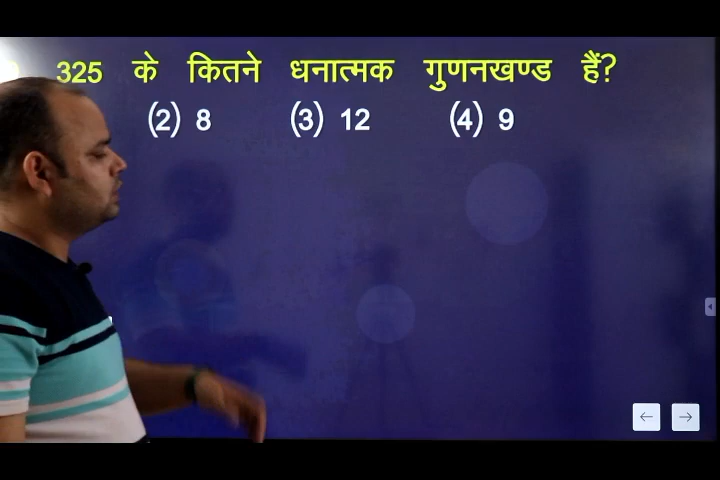 325 के कितने धनात्मक गुणनखण्ड हैं?
(2) 8 (3) 12 (4) 9